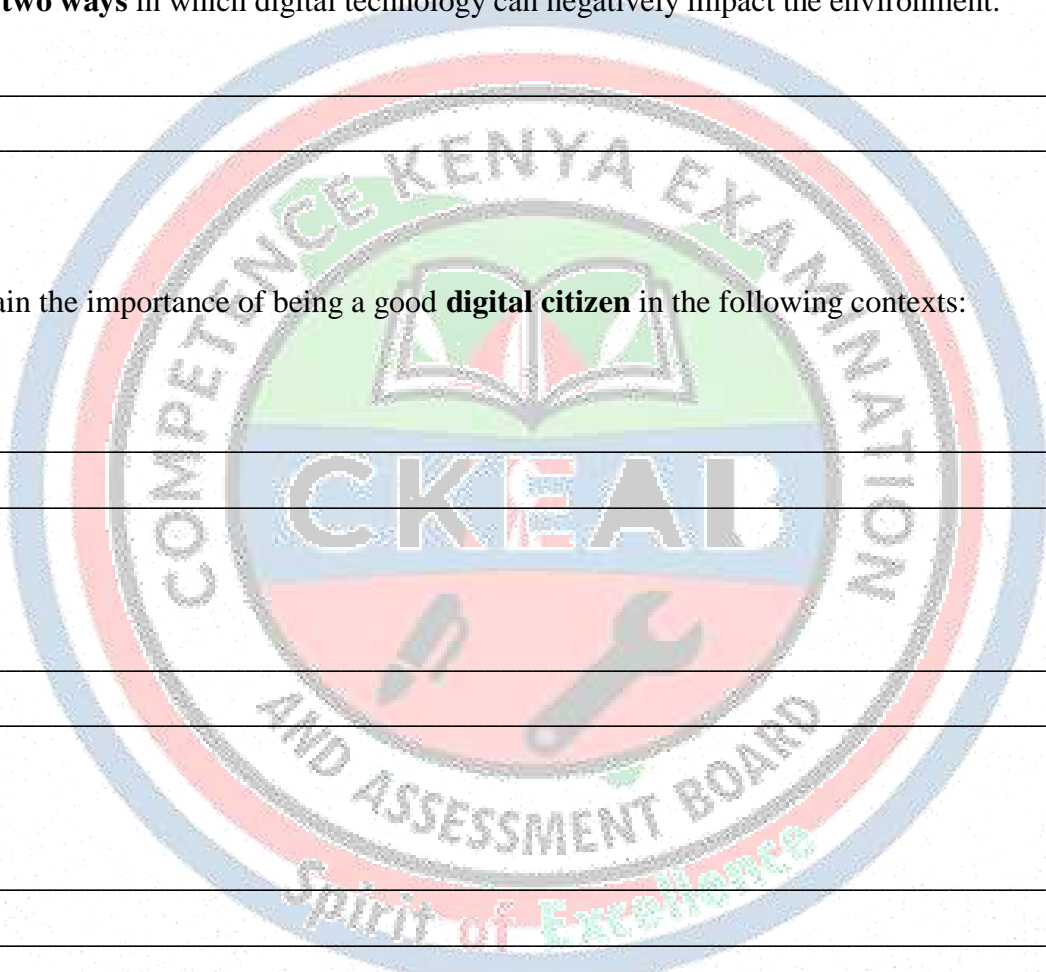 two ways in which digital technology can negatively impact the environment.
ain the importance of being a good digital citizen in the following contexts:
COMPETENCE KENYA EXAMINATION
CKEAB
AND ASSESSMENT BOARD
Spirit of Excellence